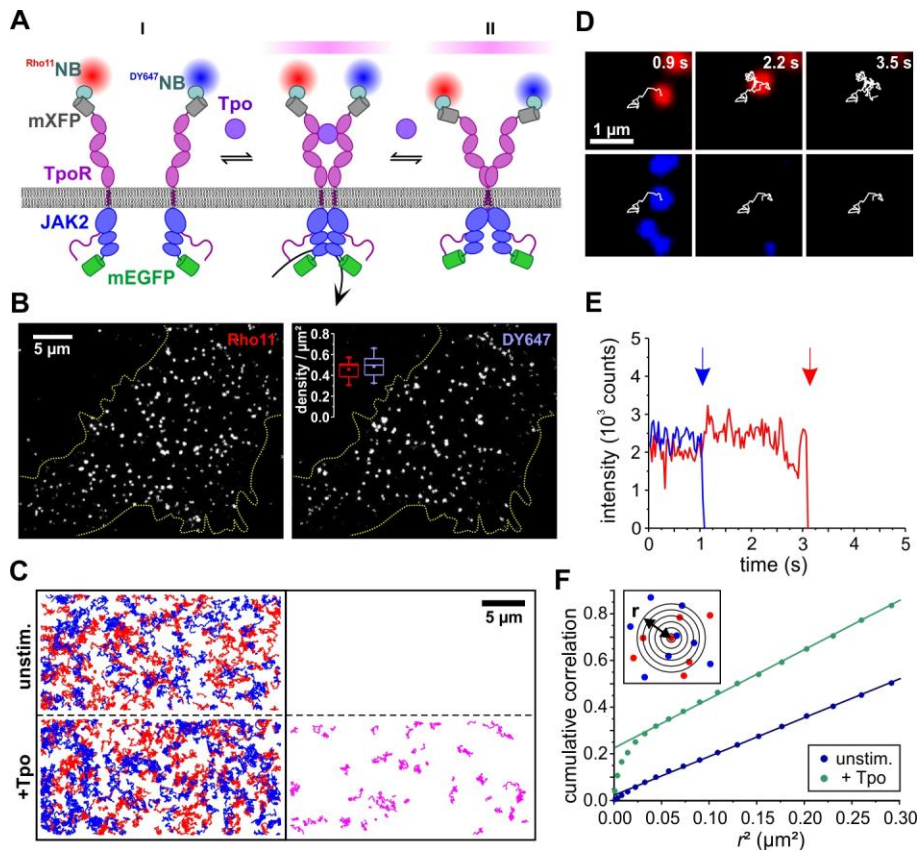 A
I
II
Rho11NB
DY647NB
Tpo
mXFP
TpoR
JAK2
mEGFP
B
5 µm
Rho11
DY647
density / µm²
0.8
0.6
0.4
0.2
0.0
C
unstim.
+Tpo
5 µm
D
0.9 s
2.2 s
3.5 s
1 µm
E
intensity (10³ counts)
5
4
3
2
1
0
0 1 2 3 4 5
time (s)
F
cumulative correlation
0.8
0.6
0.4
0.2
0.0
r
unstim.
+ Tpo
0.00 0.05 0.10 0.15 0.20 0.25 0.30
r² (µm²)